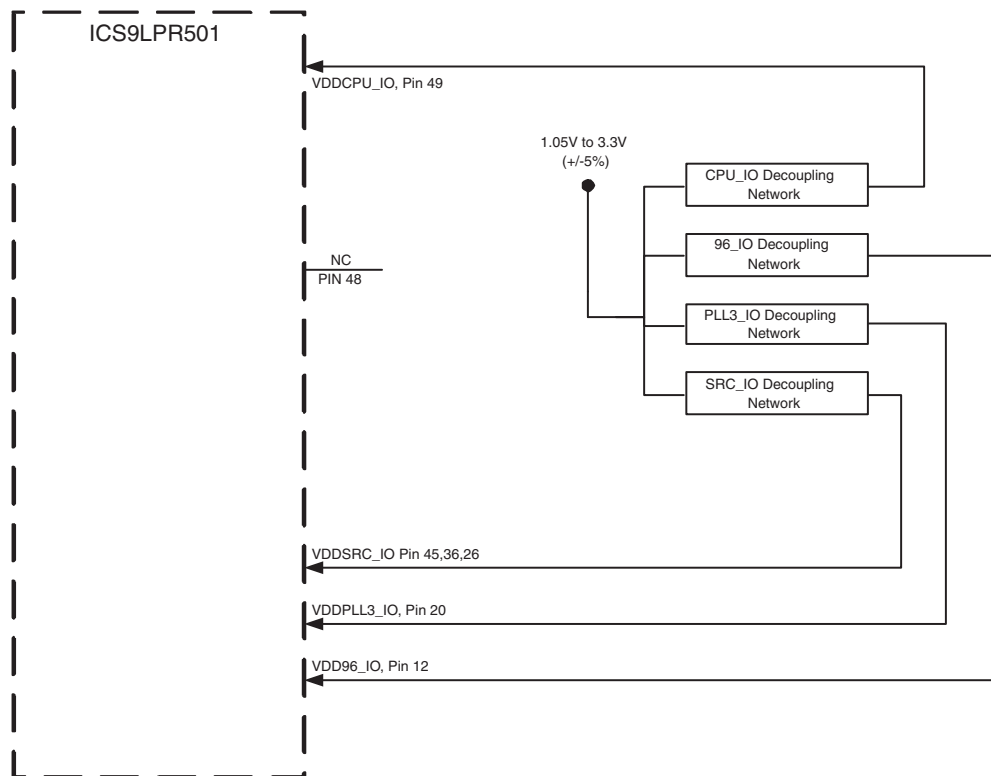 ICS9LPR501
VDDCPU_IO, Pin 49
1.05V to 3.3V
(+/-5%)
CPU_IO Decoupling
Network
96_IO Decoupling
Network
NC
PIN 48
PLL3_IO Decoupling
Network
SRC_IO Decoupling
Network
VDDSRC_IO Pin 45,36,26
VDDPLL3_IO, Pin 20
VDD96_IO, Pin 12